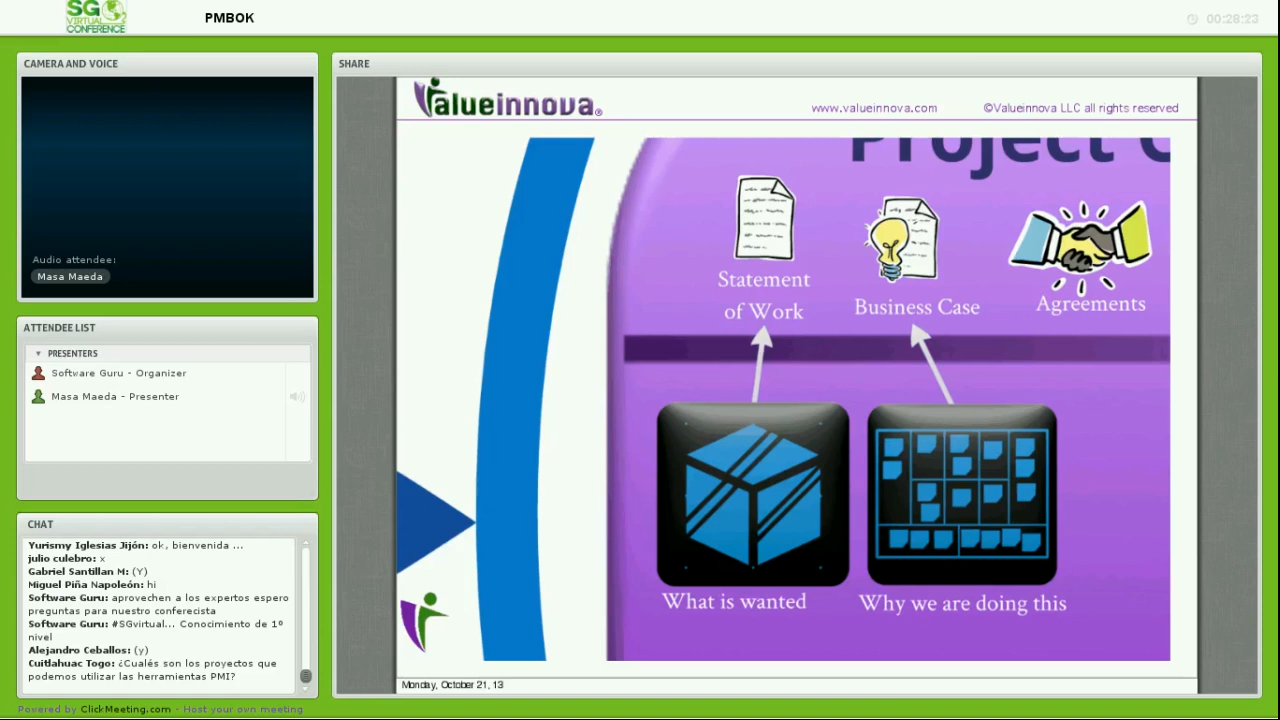 SG
VIRTUAL
CONFERENCE
PMBOK
00:28:23
CAMERA AND VOICE
Audio attendee:
Masa Maeda
ATTENDEE LIST
PRESENTERS
Software Guru - Organizer
Masa Maeda - Presenter
CHAT
Yurismy Iglesias Jijón: ok, bienvenida ...
julio culebro: x
Gabriel Santillan M: (Y)
Miguel Piña Napoleón: hi
Software Guru: aprovechen a los expertos espero
preguntas para nuestro conferecista
Software Guru: #SGvirtual... Conocimiento de 1º
nivel
Alejandro Ceballos: (y)
Cuitlahuac Togo: ¿Cualés son los proyectos que
podemos utilizar las herramientas PMI?
Powered by ClickMeeting.com - Host your own meeting
SHARE
Valueinnova®
www.valueinnova.com
©Valueinnova LLC all rights reserved
Project C
Statement
of Work
Business Case
Agreements
What is wanted
Why we are doing this
Monday, October 21, 13